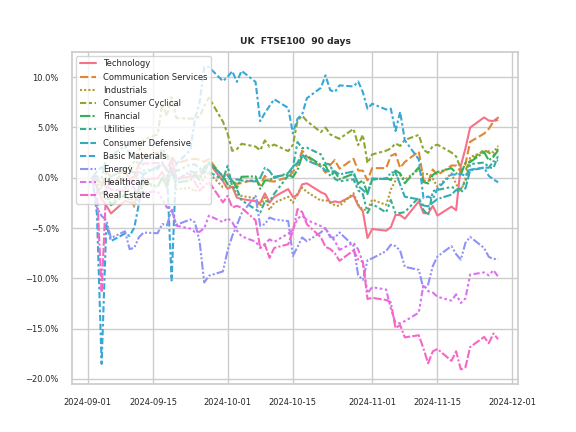 UK FTSE100 90 days
Technology
Communication Services
Industrials
Consumer Cyclical
Financial
Utilities
Consumer Defensive
Basic Materials
Energy
Healthcare
Real Estate
10.0%
5.0%
0.0%
−5.0%
−10.0%
−15.0%
−20.0%
2024-09-01 2024-09-15 2024-10-01 2024-10-15 2024-11-01 2024-11-15 2024-12-01